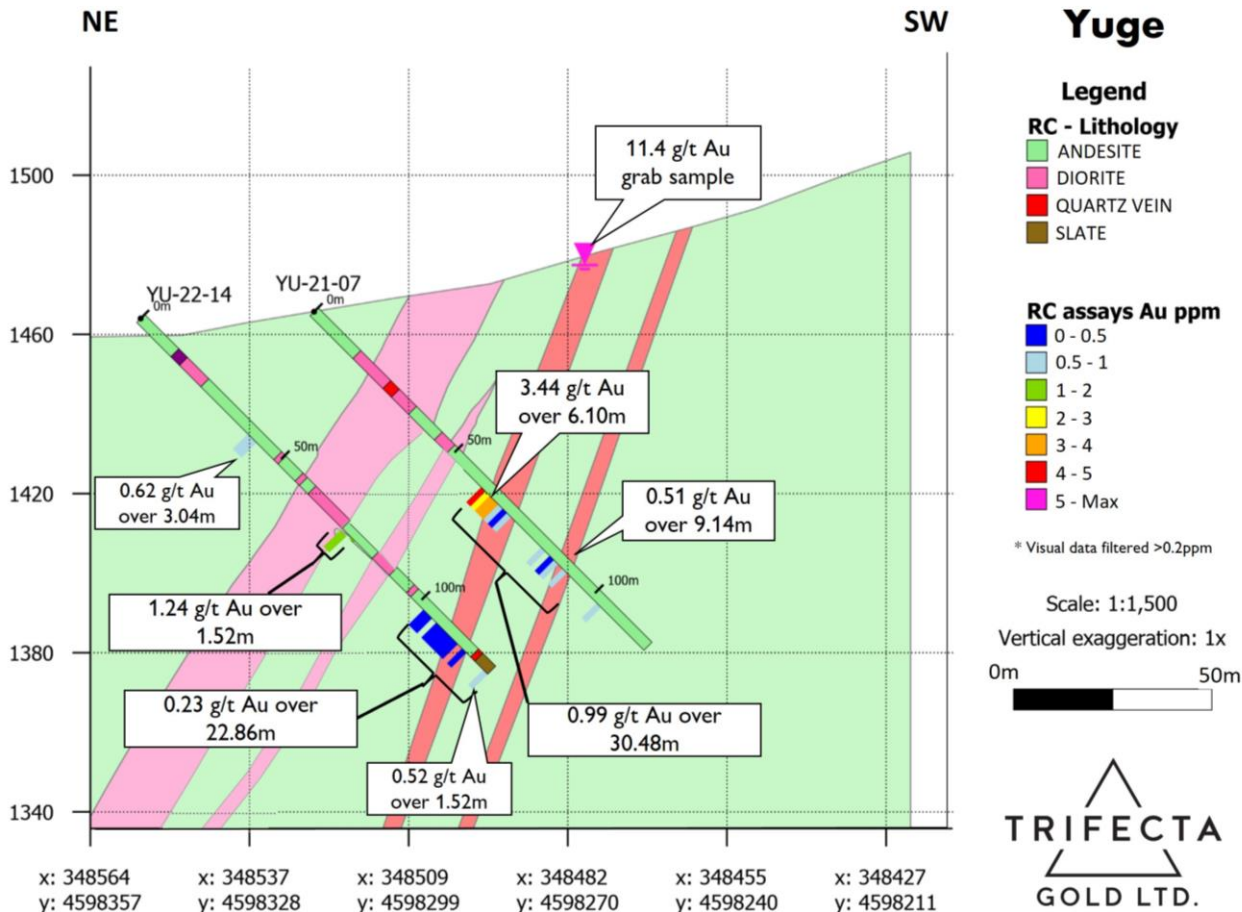 NE
SW
Yuge
Legend
RC - Lithology
ANDESITE
DIORITE
QUARTZ VEIN
SLATE
RC assays Au ppm
0 - 0.5
0.5 - 1
1 - 2
2 - 3
3 - 4
4 - 5
5 - Max
* Visual data filtered >0.2ppm
Scale: 1:1,500
Vertical exaggeration: 1x
0m
50m
TRIFECTA
GOLD LTD.
1500
1460
1420
1380
1340
11.4 g/t Au
grab sample
YU-22-14
0m
50m
100m
YU-21-07
0m
50m
100m
3.44 g/t Au
over 6.10m
0.62 g/t Au
over 3.04m
0.51 g/t Au
over 9.14m
1.24 g/t Au over
1.52m
0.23 g/t Au over
22.86m
0.99 g/t Au over
30.48m
0.52 g/t Au
over 1.52m
x: 348564
y: 4598357
x: 348537
y: 4598328
x: 348509
y: 4598299
x: 348482
y: 4598270
x: 348455
y: 4598240
x: 348427
y: 4598211